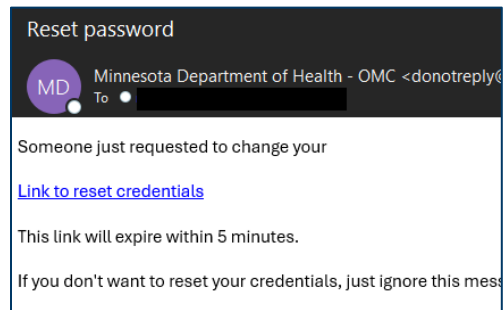 Reset password
MD
Minnesota Department of Health - OMC <donotreply@
To
Someone just requested to change your
Link to reset credentials
This link will expire within 5 minutes.
If you don't want to reset your credentials, just ignore this mess